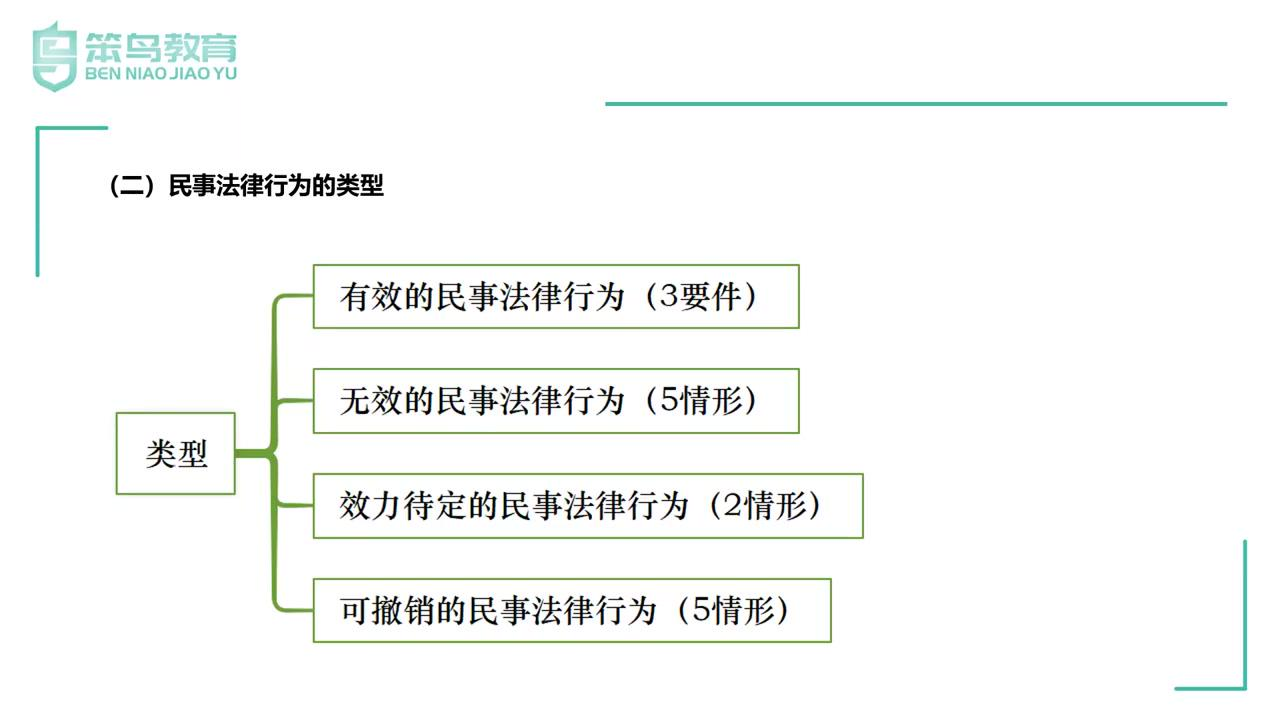 笨鸟教育
BEN NIAO JIAO YU
（二）民事法律行为的类型
类型
有效的民事法律行为（3要件）
无效的民事法律行为（5情形）
效力待定的民事法律行为（2情形）
可撤销的民事法律行为（5情形）